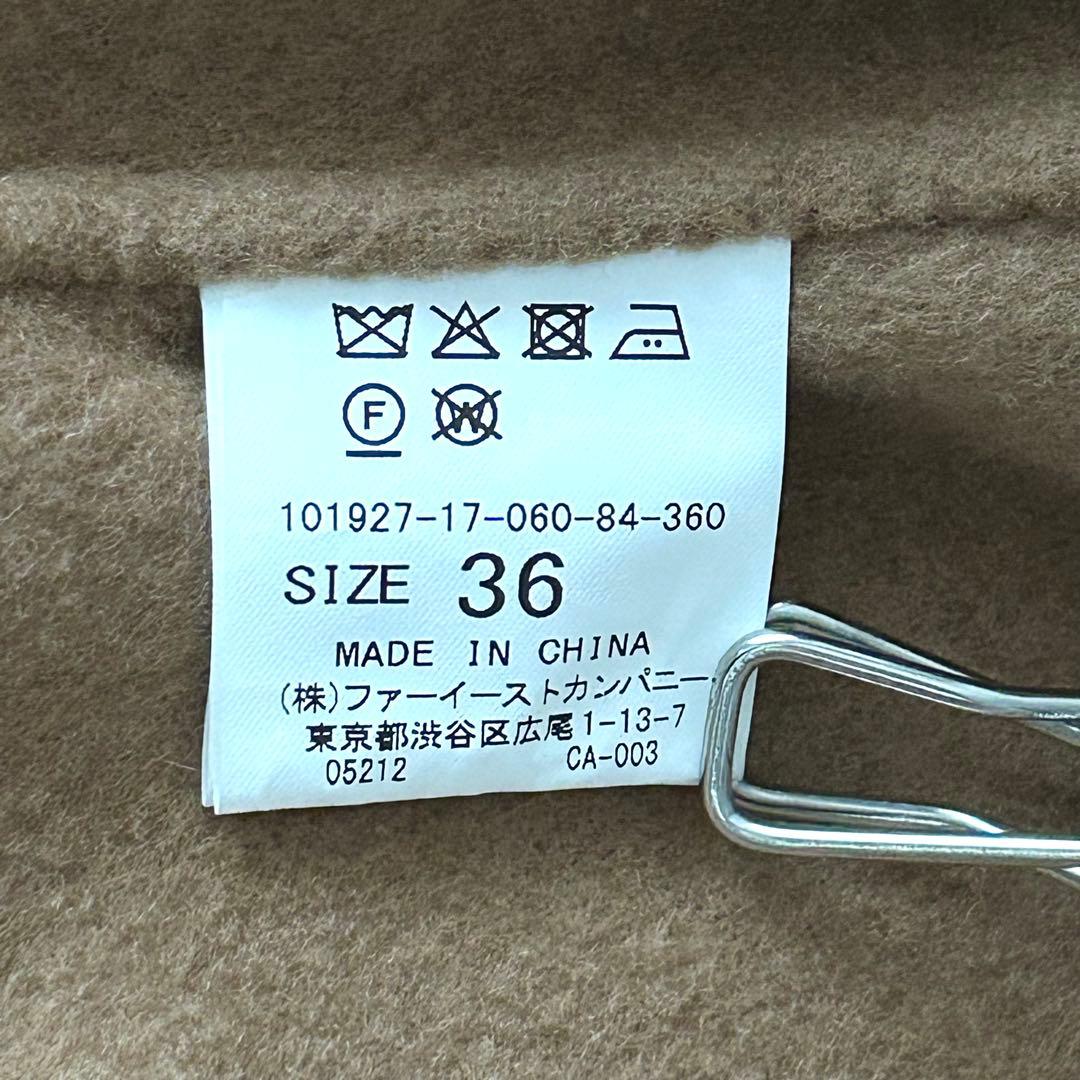 F W
101927-17-060-84-360
SIZE 36
MADE IN CHINA
(株)ファーイーストカンパニー
東京都渋谷区広尾1-13-7
05212 CA-003